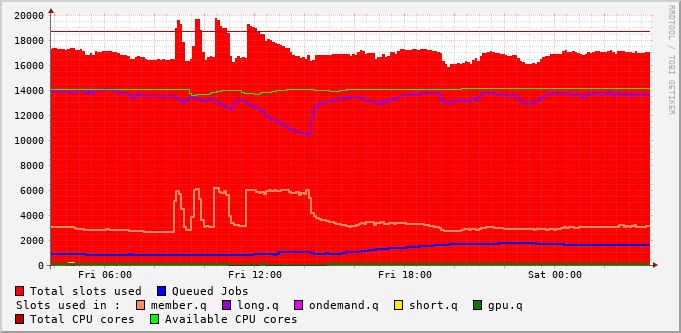 20000
18000
16000
14000
12000
10000
8000
6000
4000
2000
0
Fri 06:00 Fri 12:00 Fri 18:00 Sat 00:00
RRDTOOL / TOBI OETIKER
Total slots used Queued Jobs
Slots used in : member.q long.q ondemand.q short.q gpu.q
Total CPU cores Available CPU cores